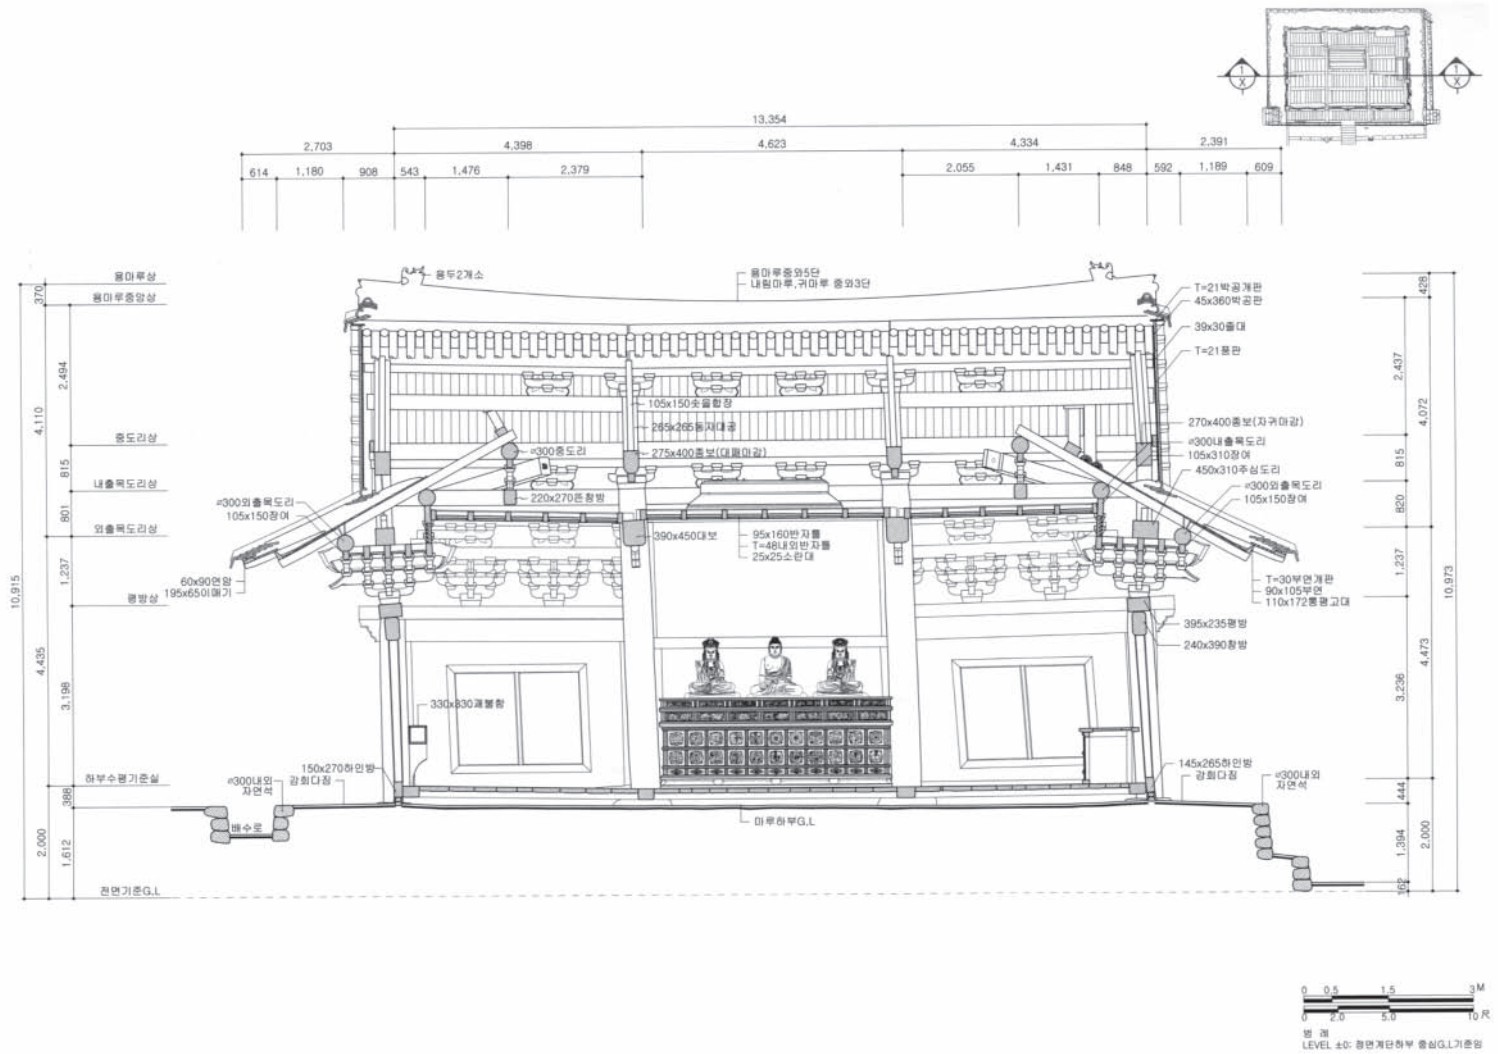 1
X
1
X
13,354
2,703
4,398
4,623
4,334
2,391
614
1,180
908
543
1,476
2,379
2,055
1,431
848
592
1,189
609
용마루상
용마루중앙상
중도리상
내출목도리상
외출목도리상
평방상
하부수평기준실
전면기준G.L
370
2,494
4,110
815
801
1,237
10,915
4,435
3,198
388
2,000
1,612
용두2개소
용마루중와5단
내림마루,귀마루 중와3단
T=21박공개판
45x360박공판
39x30졸대
T=21풍판
105x150솟을합장
265x265동자대공
275x400종보(대패마감)
ø300중도리
220x270뜬창방
270x400종보(자귀마감)
ø300내출목도리
105x310장여
450x310주심도리
ø300외출목도리
105x150장여
ø300외출목도리
105x150장여
390x450대보
95x160반자틀
T=48내외반자틀
25x25소란대
60x90연암
195x65이매기
T=30부연개판
90x105부연
110x172통평고대
395x235평방
240x390창방
330x330괘불함
150x270하인방
강회다짐
ø300내외
자연석
배수로
마루하부G.L
145x265하인방
강회다짐
ø300내외
자연석
428
2,437
4,072
815
820
1,237
10,973
4,473
3,236
444
2,000
1,394
162
0 0.5 1.5 3 M
0 2.0 5.0 10 尺
범 례
LEVEL ±0: 정면계단하부 중심G.L기준임